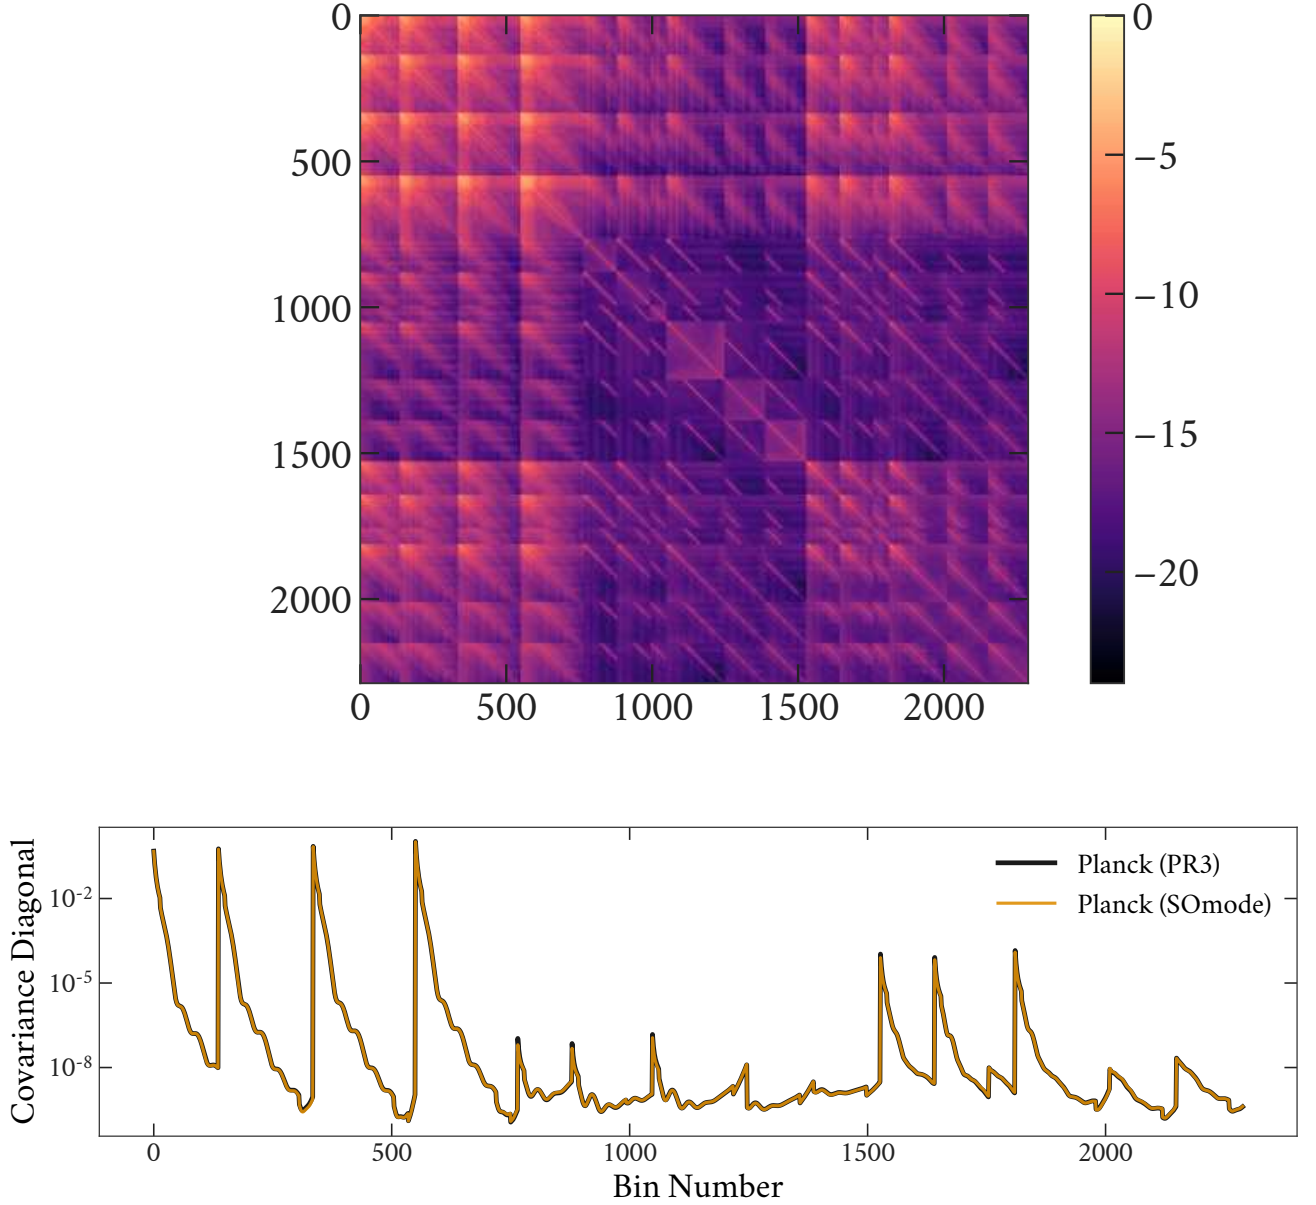 0
500
1000
1500
2000
0 500 1000 1500 2000
0
−5
−10
−15
−20
Covariance Diagonal
10-2
10-5
10-8
Planck (PR3)
Planck (SOmode)
0 500 1000 1500 2000
Bin Number